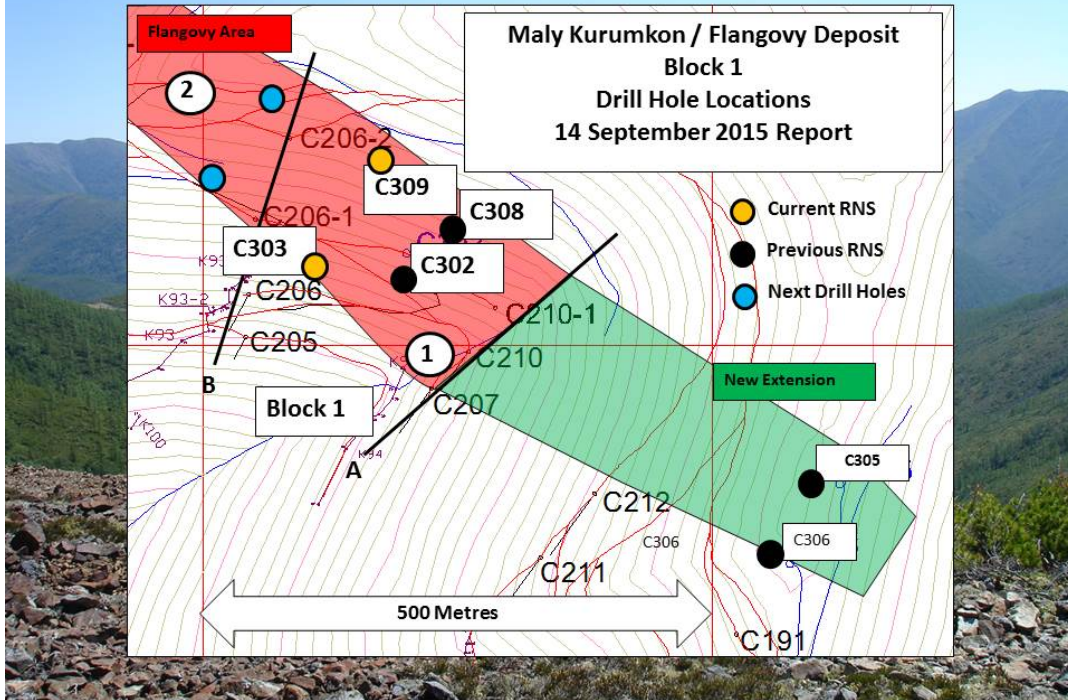 Flangovy Area
Maly Kurumkon / Flangovy Deposit
Block 1
Drill Hole Locations
14 September 2015 Report
2
C206-2
C309
C308
C206-1
C303
C302
K93-2
C206
K93
C205
C210-1
1
C210
B
Block 1
C207
A
K94
K100
Current RNS
Previous RNS
Next Drill Holes
New Extension
C305
C212
C306
C306
C211
500 Metres
C191